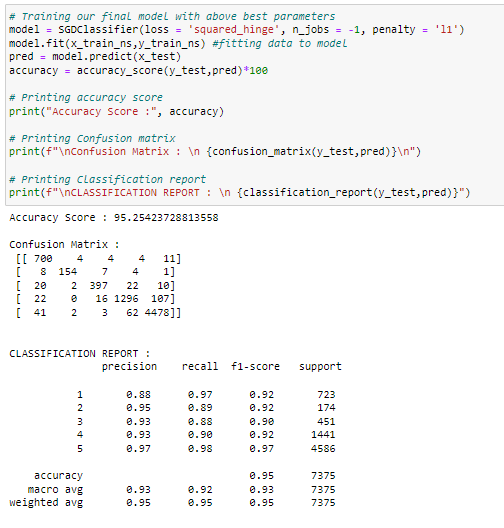 # Training our final model with above best parameters
model = SGDClassifier(loss = 'squared_hinge', n_jobs = -1, penalty = 'l1')
model.fit(x_train_ns,y_train_ns) #fitting data to model
pred = model.predict(x_test)
accuracy = accuracy_score(y_test,pred)*100

# Printing accuracy score
print("Accuracy Score :", accuracy)

# Printing Confusion matrix
print(f"\nConfusion Matrix : \n {confusion_matrix(y_test,pred)}\n")

# Printing Classification report
print(f"\nCLASSIFICATION REPORT : \n {classification_report(y_test,pred)}")

Accuracy Score : 95.25423728813558

Confusion Matrix :
[[ 700 4 4 4 11]
[ 8 154 7 4 1]
[ 20 2 397 22 10]
[ 22 0 16 1296 107]
[ 41 2 3 62 4478]]

CLASSIFICATION REPORT :
precision recall f1-score support

1 0.88 0.97 0.92 723
2 0.95 0.89 0.92 174
3 0.93 0.88 0.90 451
4 0.93 0.90 0.92 1441
5 0.97 0.98 0.97 4586

accuracy 0.95 7375
macro avg 0.93 0.92 0.93 7375
weighted avg 0.95 0.95 0.95 7375